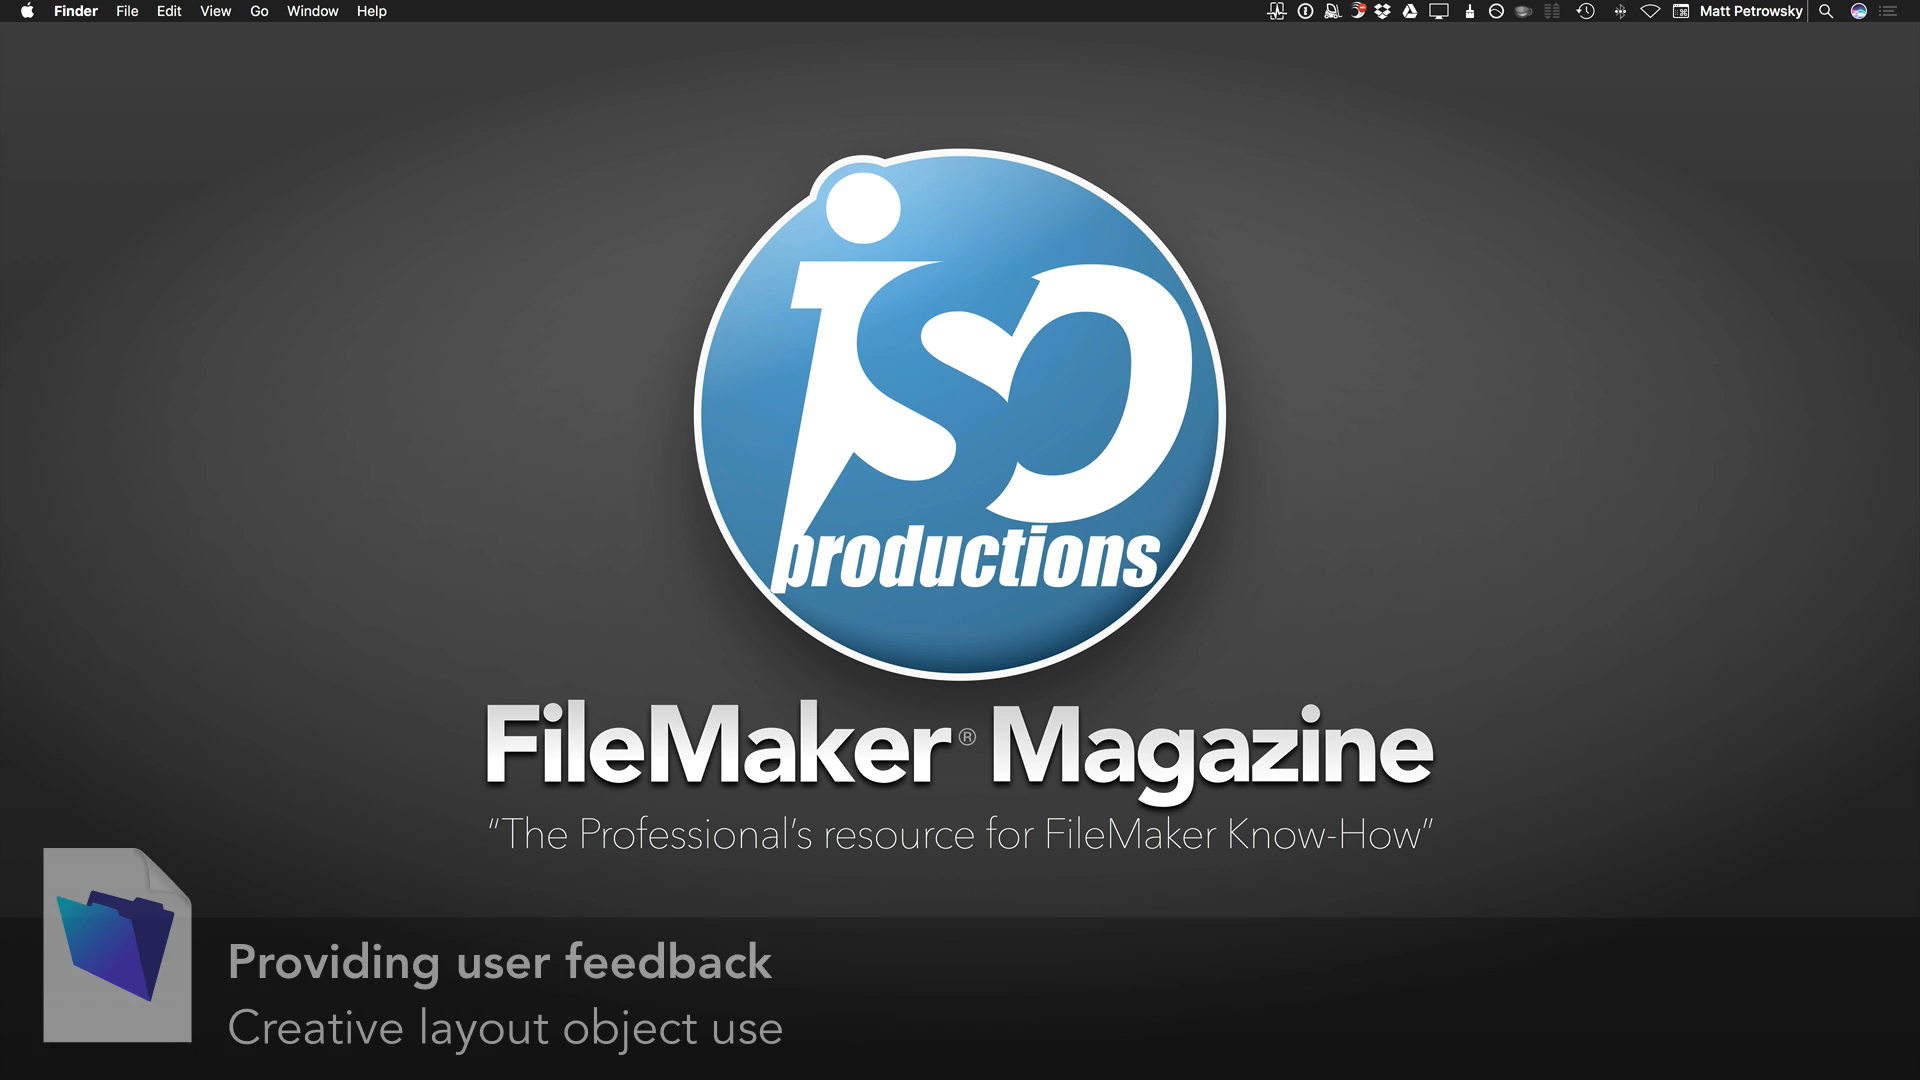 Finder File Edit View Go Window Help Matt Petrowsky
iso
productions
FileMaker® Magazine
“The Professional’s resource for FileMaker Know-How”
Providing user feedback
Creative layout object use